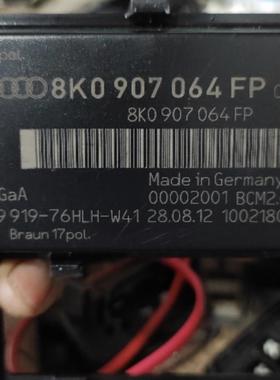 pol.
8K0 907 064 FP
8K0 907 064 FP
GaA Made in Germany
00002001 BCM2.
919-76HLH-W41 28.08.12 1002180
Braun 17pol.